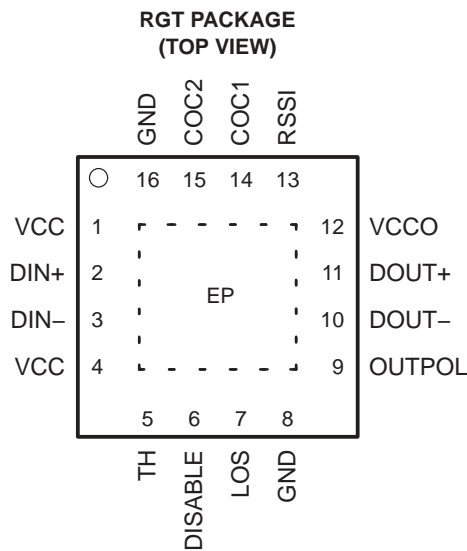 RGT PACKAGE
(TOP VIEW)
GND
COC2
COC1
RSSI
16 15 14 13
VCC 1 12 VCCO
DIN+ 2 11 DOUT+
EP
DIN– 3 10 DOUT–
VCC 4 9 OUTPOL
5 6 7 8
TH
DISABLE
LOS
GND